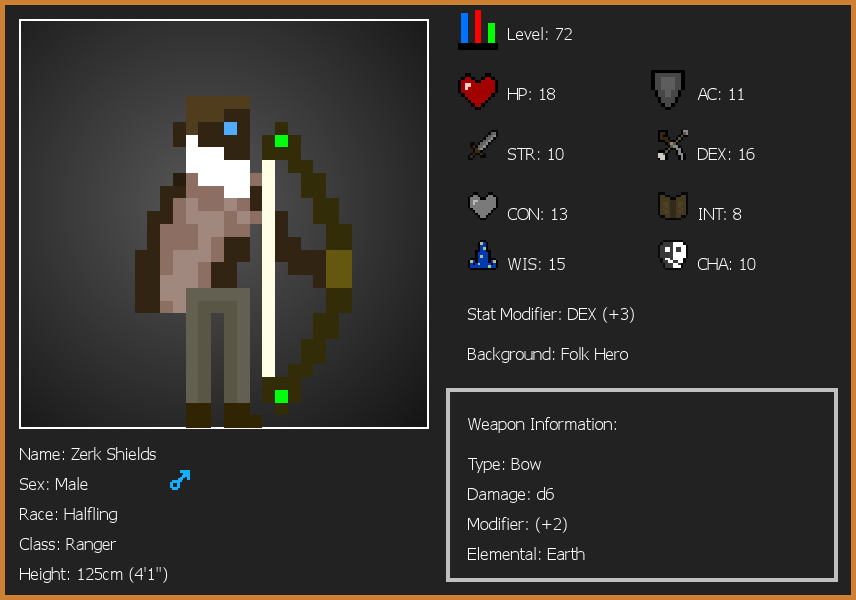 Level: 72
HP: 18
AC: 11
STR: 10
DEX: 16
CON: 13
INT: 8
WIS: 15
CHA: 10
Stat Modifier: DEX (+3)
Background: Folk Hero
Weapon Information:
Type: Bow
Damage: d6
Modifier: (+2)
Elemental: Earth
Name: Zerk Shields
Sex: Male
Race: Halfling
Class: Ranger
Height: 125cm (4'1")